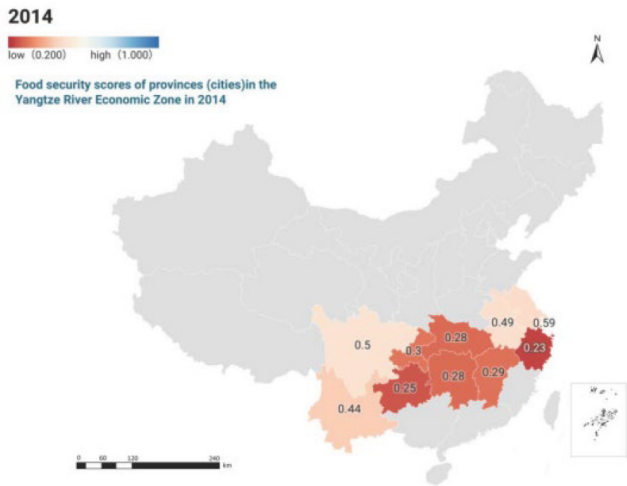 2014
low (0.200) high (1.000)
Food security scores of provinces (cities)in the
Yangtze River Economic Zone in 2014
N
0.49
0.59
0.28
0.23
0.5
0.3
0.29
0.28
0.25
0.44
0 60 120 240
km